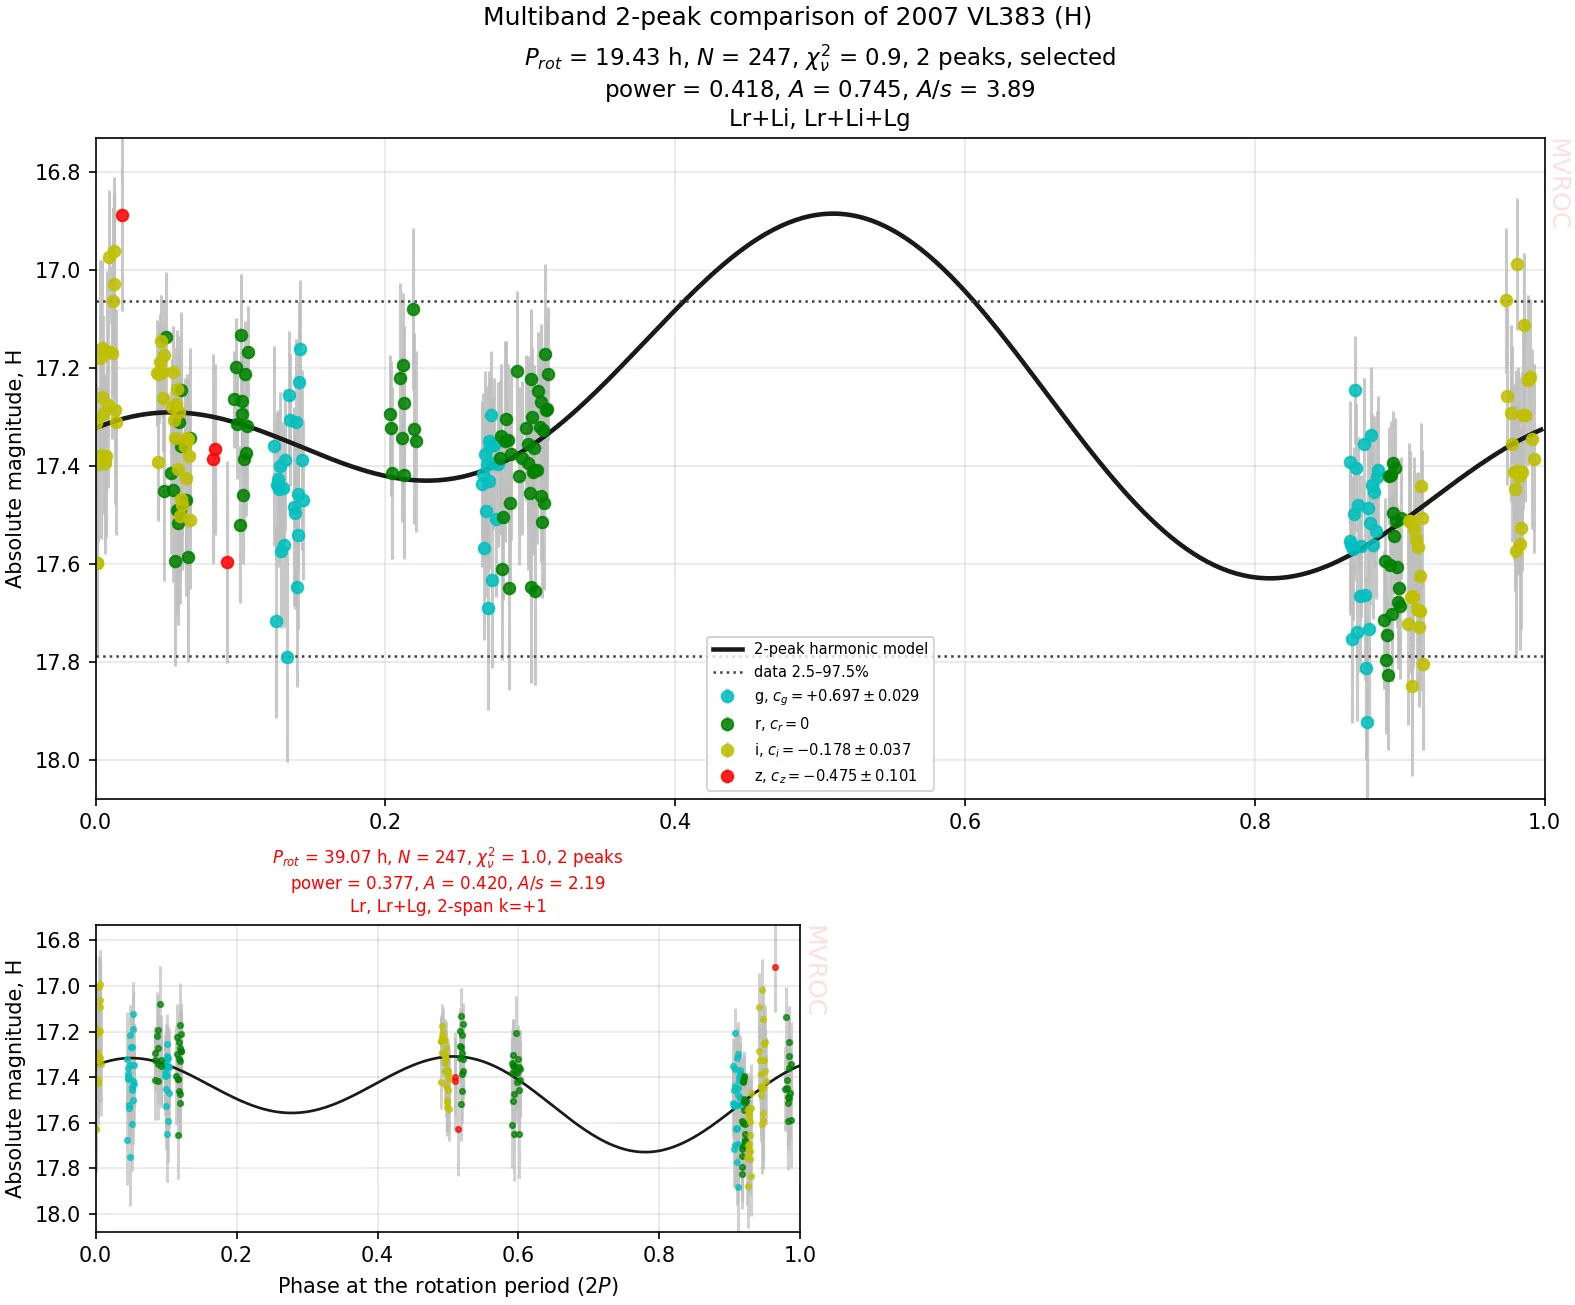 Multiband 2-peak comparison of 2007 VL383 (H)
P_rot = 19.43 h, N = 247, χ²_ν = 0.9, 2 peaks, selected
power = 0.418, A = 0.745, A/s = 3.89
Lr+Li, Lr+Li+Lg
MVROC
Absolute magnitude, H
16.8
17.0
17.2
17.4
17.6
17.8
18.0
2-peak harmonic model
data 2.5–97.5%
g, c_g = +0.697 ± 0.029
r, c_r = 0
i, c_i = −0.178 ± 0.037
z, c_z = −0.475 ± 0.101
0.0 0.2 0.4 0.6 0.8 1.0
P_rot = 39.07 h, N = 247, χ²_ν = 1.0, 2 peaks
power = 0.377, A = 0.420, A/s = 2.19
Lr, Lr+Lg, 2-span k=+1
MVROC
Absolute magnitude, H
16.8
17.0
17.2
17.4
17.6
17.8
18.0
0.0 0.2 0.4 0.6 0.8 1.0
Phase at the rotation period (2P)